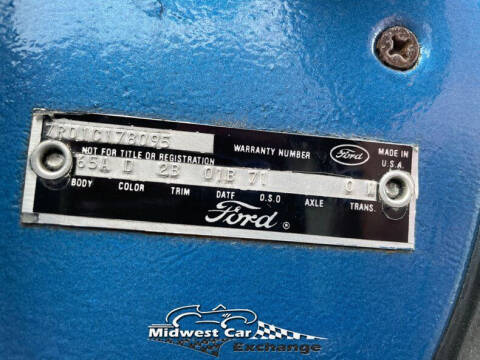 7R01C178095
WARRANTY NUMBER
Ford
MADE IN
U.S.A.
NOT FOR TITLE OR REGISTRATION
65A D 2B 01B 71
BODY COLOR TRIM DATE D.S.O AXLE TRANS.
Ford ®
Midwest Car
Exchange